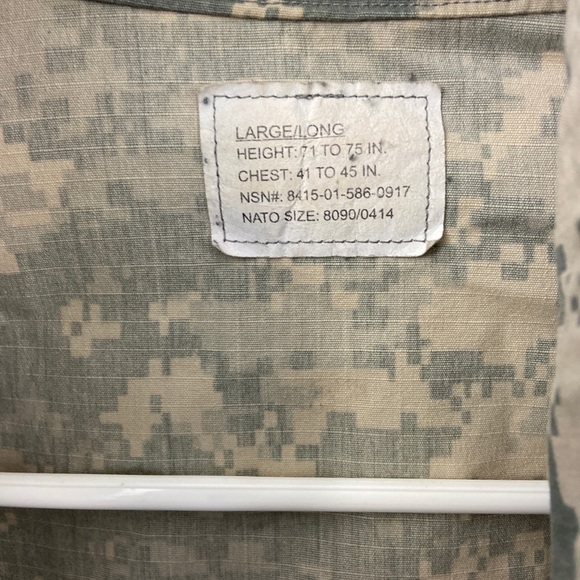 LARGE/LONG
HEIGHT: 71 TO 75 IN.
CHEST: 41 TO 45 IN.
NSN#: 8415-01-586-0917
NATO SIZE: 8090/0414